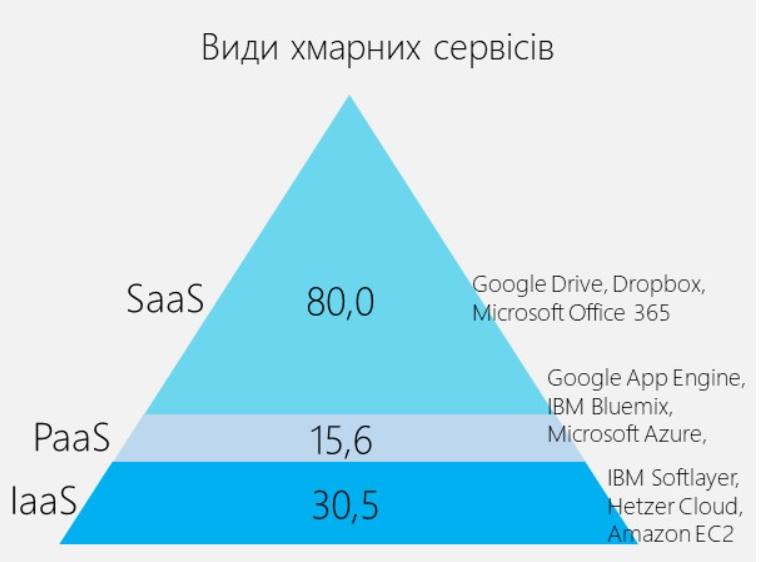 Види хмарних сервісів
SaaS
80,0
Google Drive, Dropbox,
Microsoft Office 365
PaaS
15,6
Google App Engine,
IBM Bluemix,
Microsoft Azure,
IaaS
30,5
IBM Softlayer,
Hetzer Cloud,
Amazon EC2